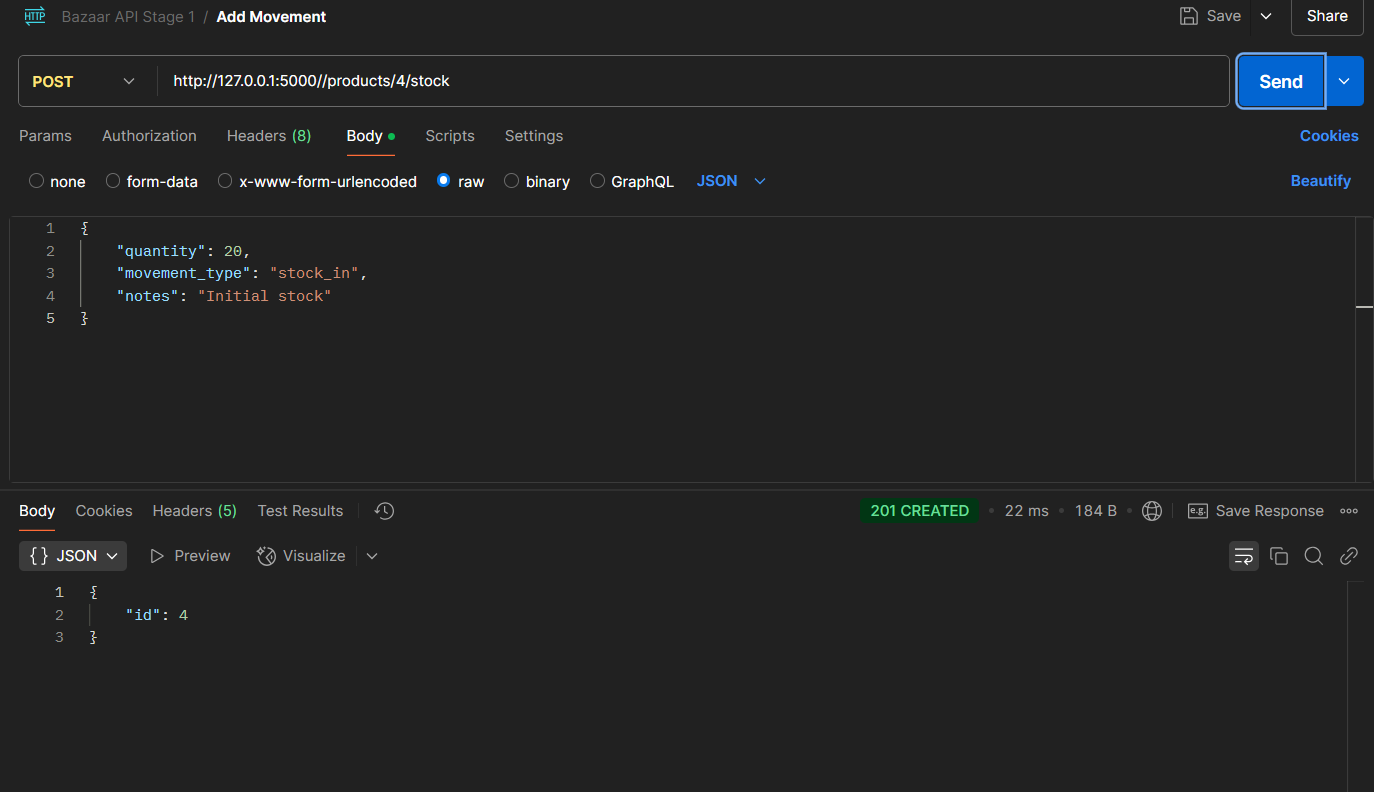 HTTP Bazaar API Stage 1 / Add Movement Save Share
POST http://127.0.0.1:5000//products/4/stock Send
Params Authorization Headers (8) Body Scripts Settings Cookies
none form-data x-www-form-urlencoded raw binary GraphQL JSON Beautify
1 {
2 "quantity": 20,
3 "movement_type": "stock_in",
4 "notes": "Initial stock"
5 }
Body Cookies Headers (5) Test Results 201 CREATED • 22 ms • 184 B • e.g. Save Response
{} JSON Preview Visualize
1 {
2 "id": 4
3 }